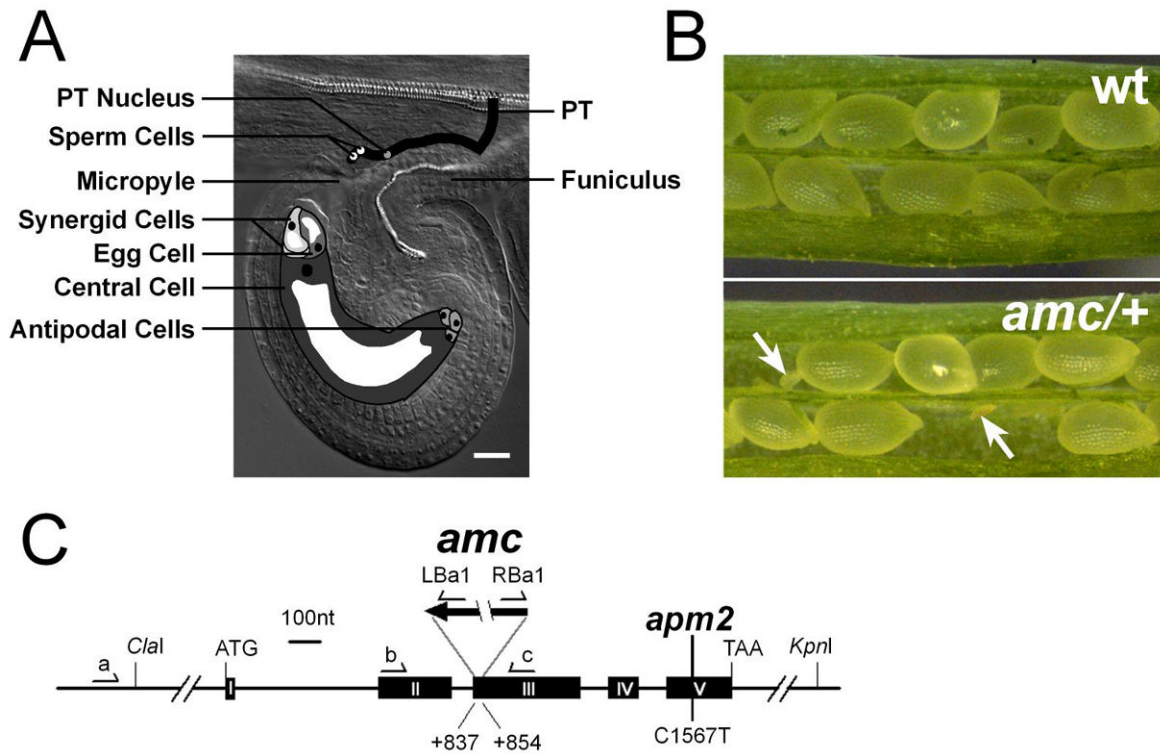 A
PT Nucleus
Sperm Cells
Micropyle
Synergid Cells
Egg Cell
Central Cell
Antipodal Cells
PT
Funiculus
B
wt
amc/+
C
amc
LBa1 RBa1
100nt
apm2
a ClaI ATG b c TAA KpnI
I II III IV V
+837 +854 C1567T